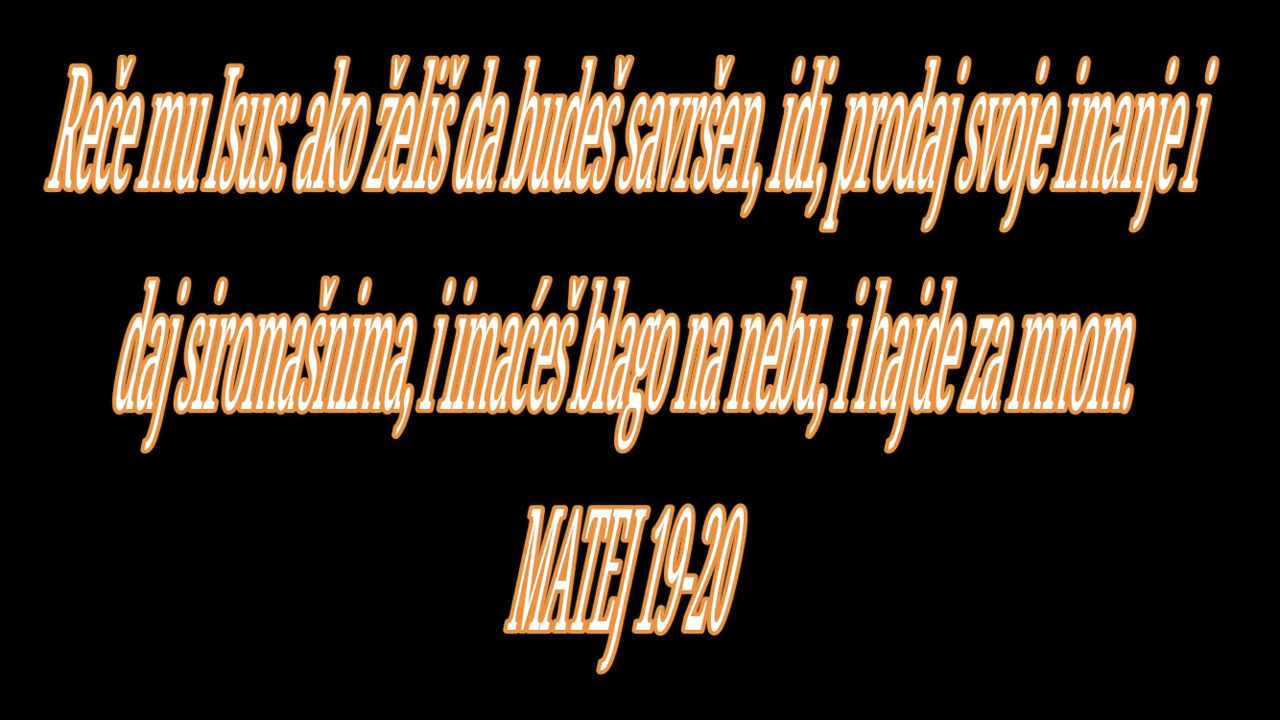 Reče mu Isus: ako želiš da budeš savršen, idi, prodaj svoje imanje i
daj siromašnima, i imaćeš blago na nebu, i hajde za mnom.
MATEJ 19-20